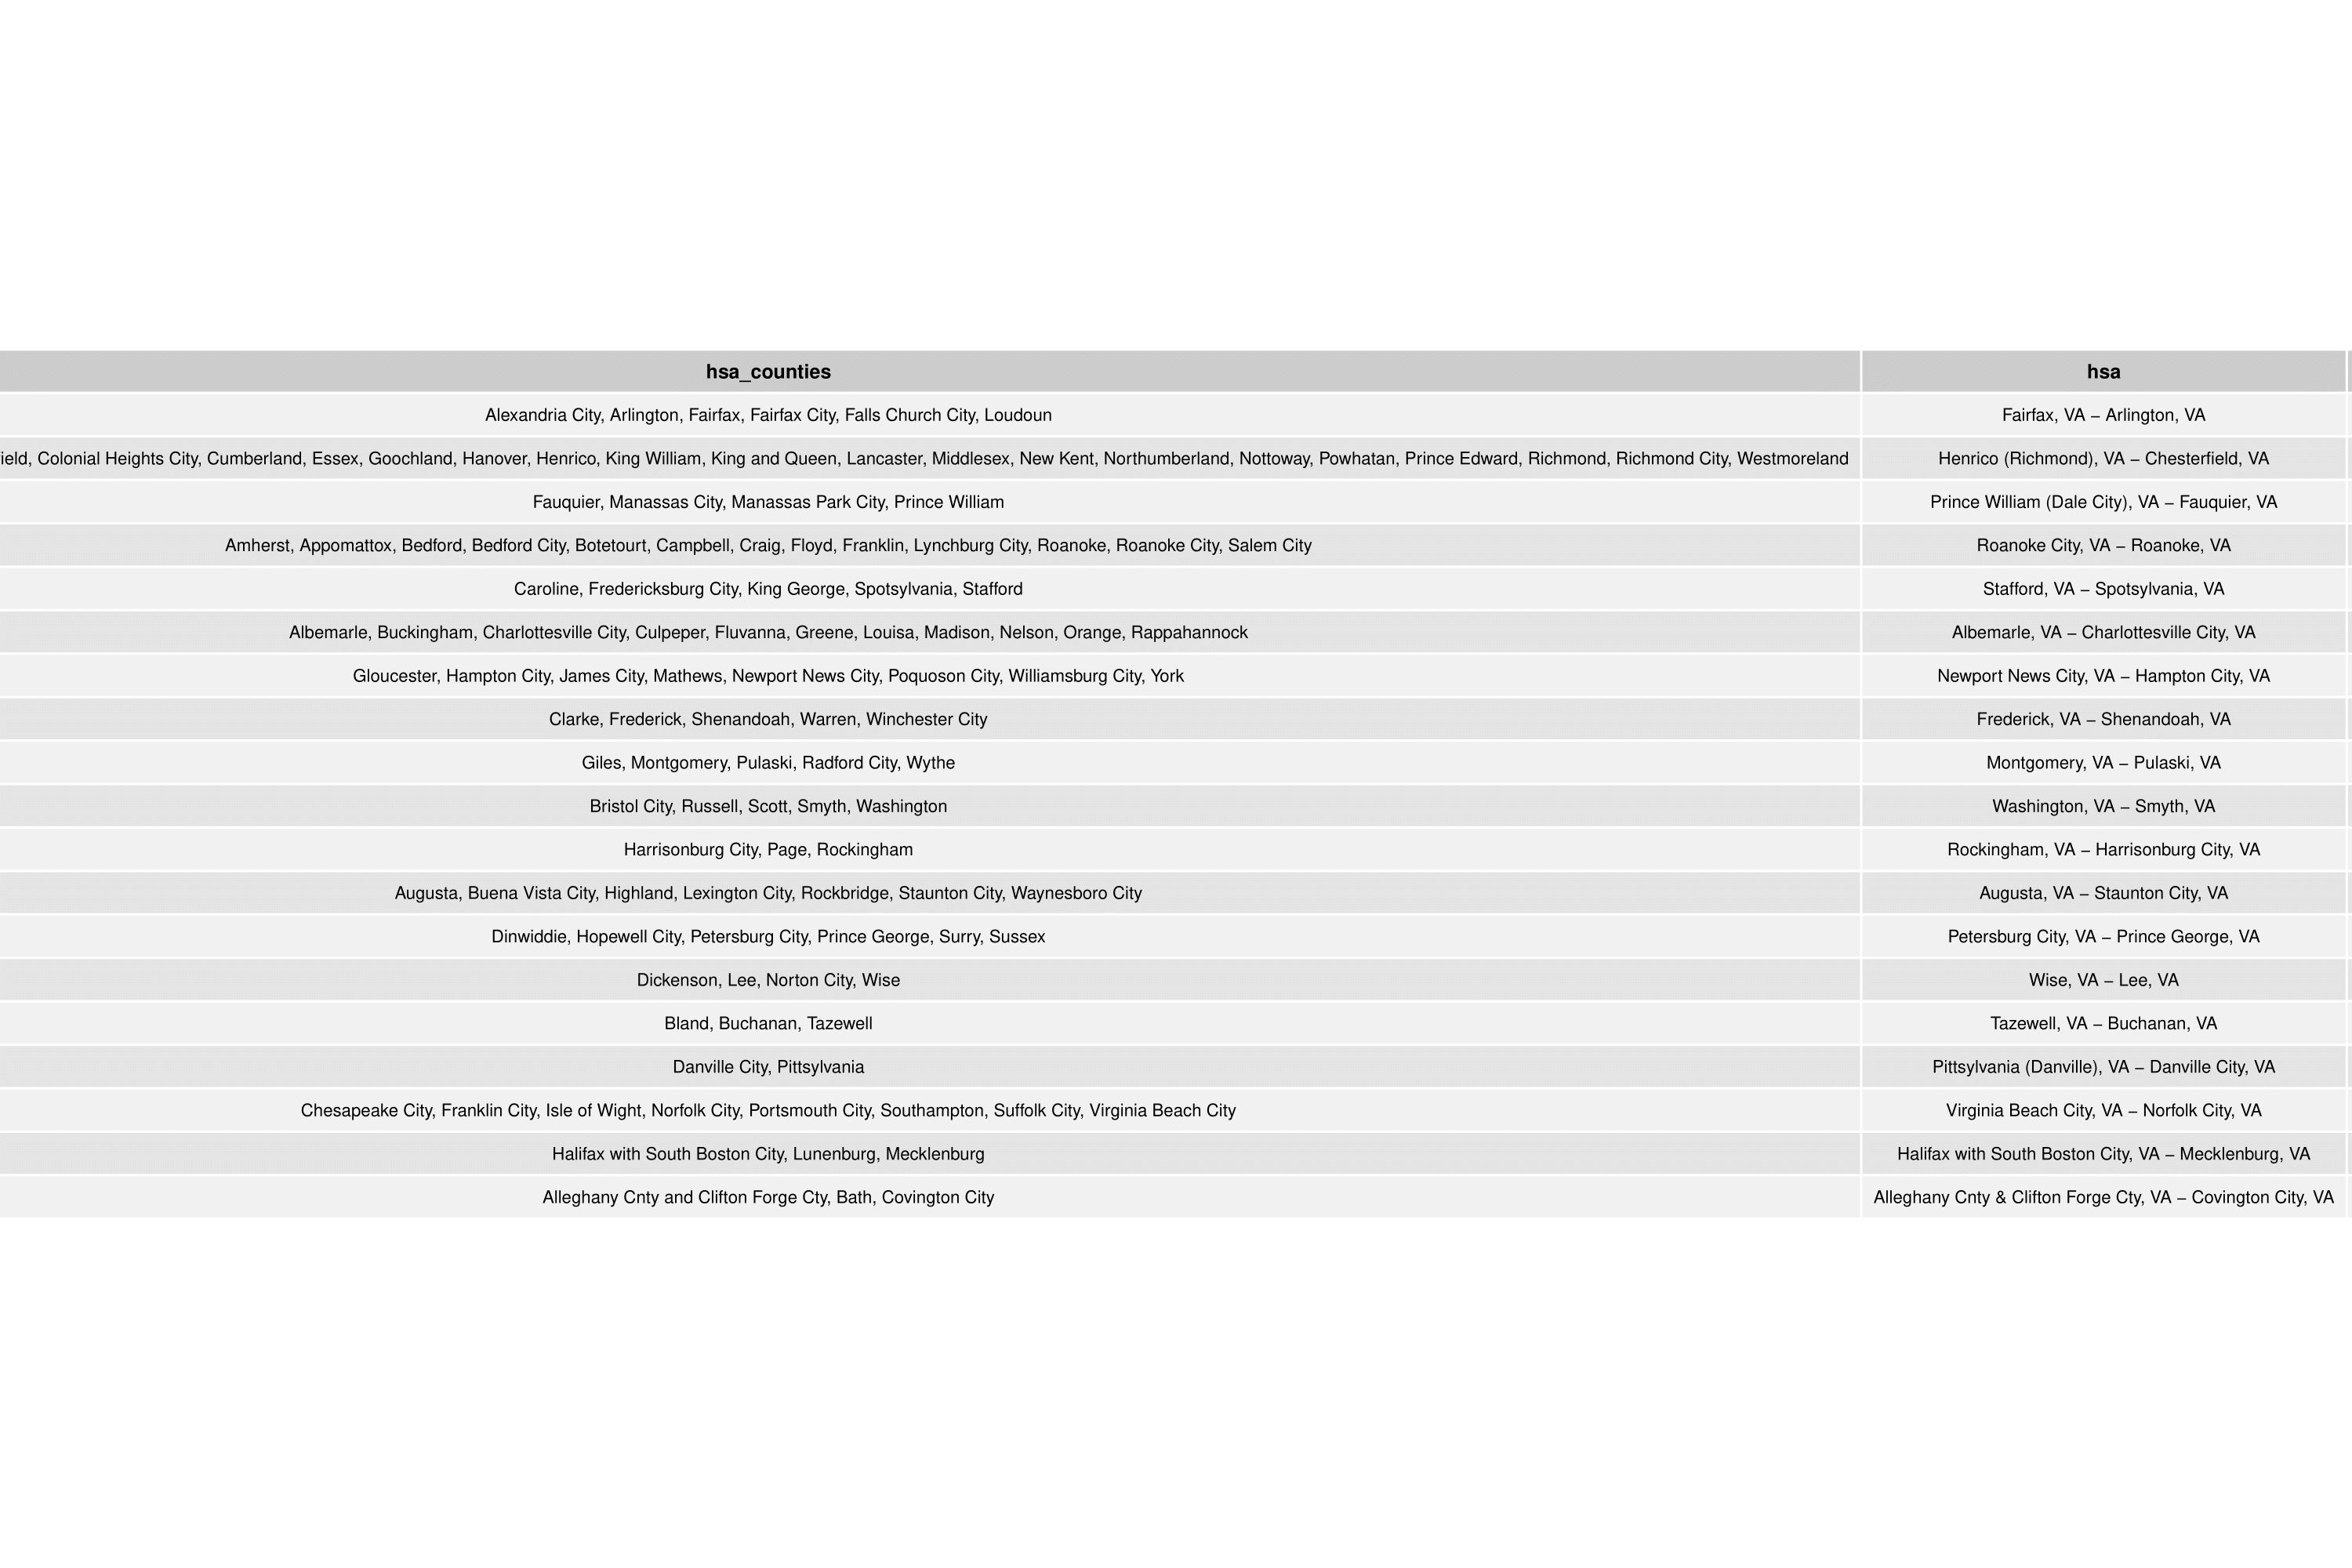 hsa_counties hsa
Alexandria City, Arlington, Fairfax, Fairfax City, Falls Church City, Loudoun Fairfax, VA – Arlington, VA
Colonial Heights City, Cumberland, Essex, Goochland, Hanover, Henrico, King William, King and Queen, Lancaster, Middlesex, New Kent, Northumberland, Nottoway, Powhatan, Prince Edward, Richmond, Richmond City, Westmoreland Henrico (Richmond), VA – Chesterfield, VA
Fauquier, Manassas City, Manassas Park City, Prince William Prince William (Dale City), VA – Fauquier, VA
Amherst, Appomattox, Bedford, Bedford City, Botetourt, Campbell, Craig, Floyd, Franklin, Lynchburg City, Roanoke, Roanoke City, Salem City Roanoke City, VA – Roanoke, VA
Caroline, Fredericksburg City, King George, Spotsylvania, Stafford Stafford, VA – Spotsylvania, VA
Albemarle, Buckingham, Charlottesville City, Culpeper, Fluvanna, Greene, Louisa, Madison, Nelson, Orange, Rappahannock Albemarle, VA – Charlottesville City, VA
Gloucester, Hampton City, James City, Mathews, Newport News City, Poquoson City, Williamsburg City, York Newport News City, VA – Hampton City, VA
Clarke, Frederick, Shenandoah, Warren, Winchester City Frederick, VA – Shenandoah, VA
Giles, Montgomery, Pulaski, Radford City, Wythe Montgomery, VA – Pulaski, VA
Bristol City, Russell, Scott, Smyth, Washington Washington, VA – Smyth, VA
Harrisonburg City, Page, Rockingham Rockingham, VA – Harrisonburg City, VA
Augusta, Buena Vista City, Highland, Lexington City, Rockbridge, Staunton City, Waynesboro City Augusta, VA – Staunton City, VA
Dinwiddie, Hopewell City, Petersburg City, Prince George, Surry, Sussex Petersburg City, VA – Prince George, VA
Dickenson, Lee, Norton City, Wise Wise, VA – Lee, VA
Bland, Buchanan, Tazewell Tazewell, VA – Buchanan, VA
Danville City, Pittsylvania Pittsylvania (Danville), VA – Danville City, VA
Chesapeake City, Franklin City, Isle of Wight, Norfolk City, Portsmouth City, Southampton, Suffolk City, Virginia Beach City Virginia Beach City, VA – Norfolk City, VA
Halifax with South Boston City, Lunenburg, Mecklenburg Halifax with South Boston City, VA – Mecklenburg, VA
Alleghany Cnty and Clifton Forge Cty, Bath, Covington City Alleghany Cnty & Clifton Forge Cty, VA – Covington City, VA